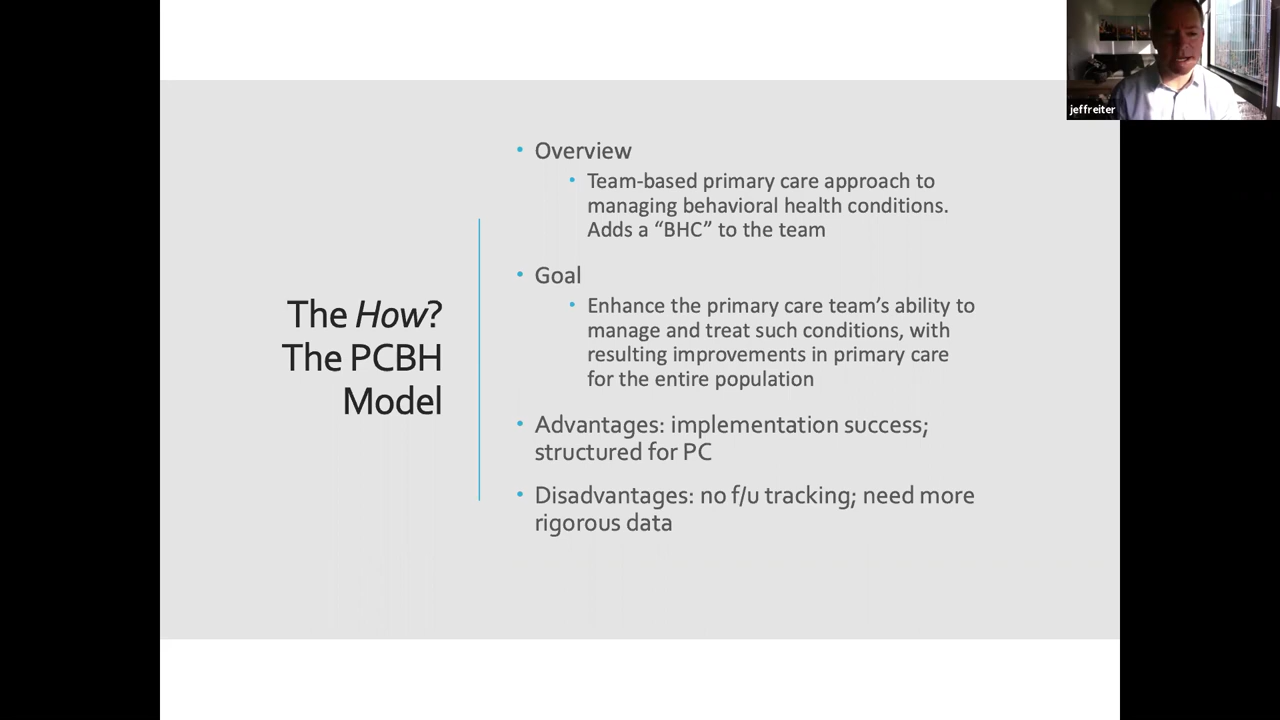 jeffreiter
The How?
The PCBH
Model
• Overview
• Team-based primary care approach to
managing behavioral health conditions.
Adds a “BHC” to the team
• Goal
• Enhance the primary care team’s ability to
manage and treat such conditions, with
resulting improvements in primary care
for the entire population
• Advantages: implementation success;
structured for PC
• Disadvantages: no f/u tracking; need more
rigorous data